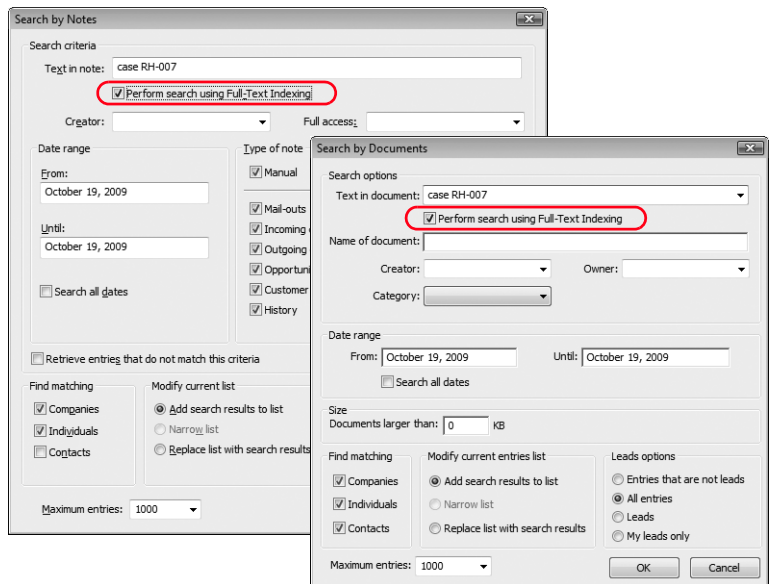 Search by Notes
Search criteria
Text in note: case RH-007
Perform search using Full-Text Indexing
Creator: Full access:
Date range
From:
October 19, 2009
Until:
October 19, 2009
Search all dates
Type of note
Manual
Mail-outs
Incoming
Outgoing
Opportuni
Customer
History
Retrieve entries that do not match this criteria
Find matching
Companies
Individuals
Contacts
Modify current list
Add search results to list
Narrow list
Replace list with search results
Maximum entries: 1000
Search by Documents
Search options
Text in document: case RH-007
Perform search using Full-Text Indexing
Name of document:
Creator: Owner:
Category:
Date range
From: October 19, 2009 Until: October 19, 2009
Search all dates
Size
Documents larger than: 0 KB
Find matching
Companies
Individuals
Contacts
Modify current entries list
Add search results to list
Narrow list
Replace list with search results
Leads options
Entries that are not leads
All entries
Leads
My leads only
Maximum entries: 1000
OK Cancel